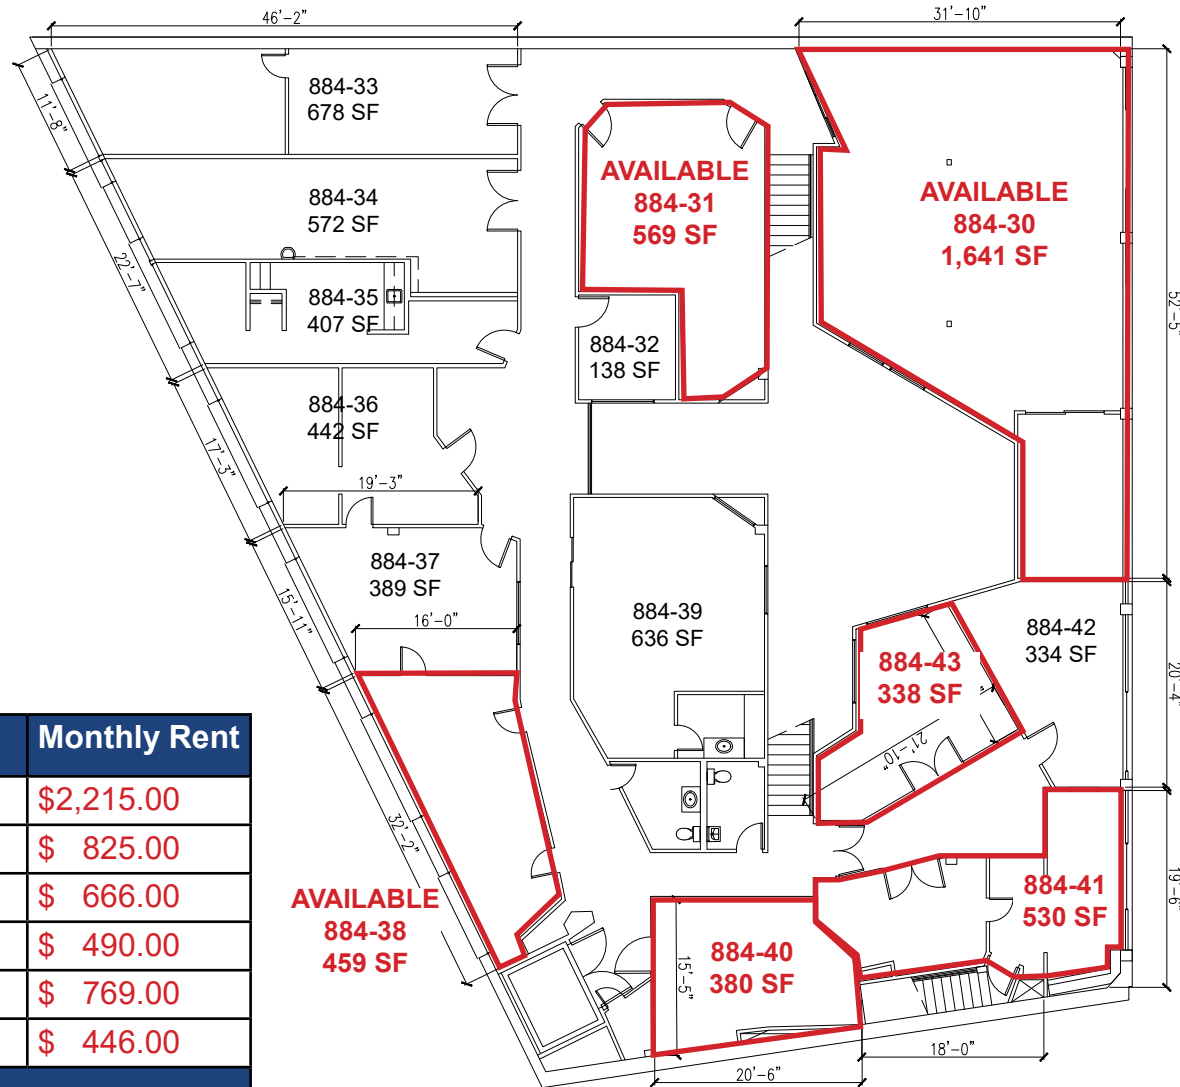 46'-2"
31'-10"
11'-8"
884-33
678 SF
AVAILABLE
884-31
569 SF
AVAILABLE
884-30
1,641 SF
884-34
572 SF
22'-7"
884-35
407 SF
884-32
138 SF
52'-5"
884-36
442 SF
17'-3"
19'-3"
884-37
389 SF
15'-11"
16'-0"
884-39
636 SF
884-43
338 SF
21'-10"
884-42
334 SF
20'-4"
Monthly Rent
$2,215.00
$ 825.00
$ 666.00
$ 490.00
$ 769.00
$ 446.00
32'-2"
AVAILABLE
884-38
459 SF
884-41
530 SF
19'-6"
884-40
380 SF
15'-5"
18'-0"
20'-6"